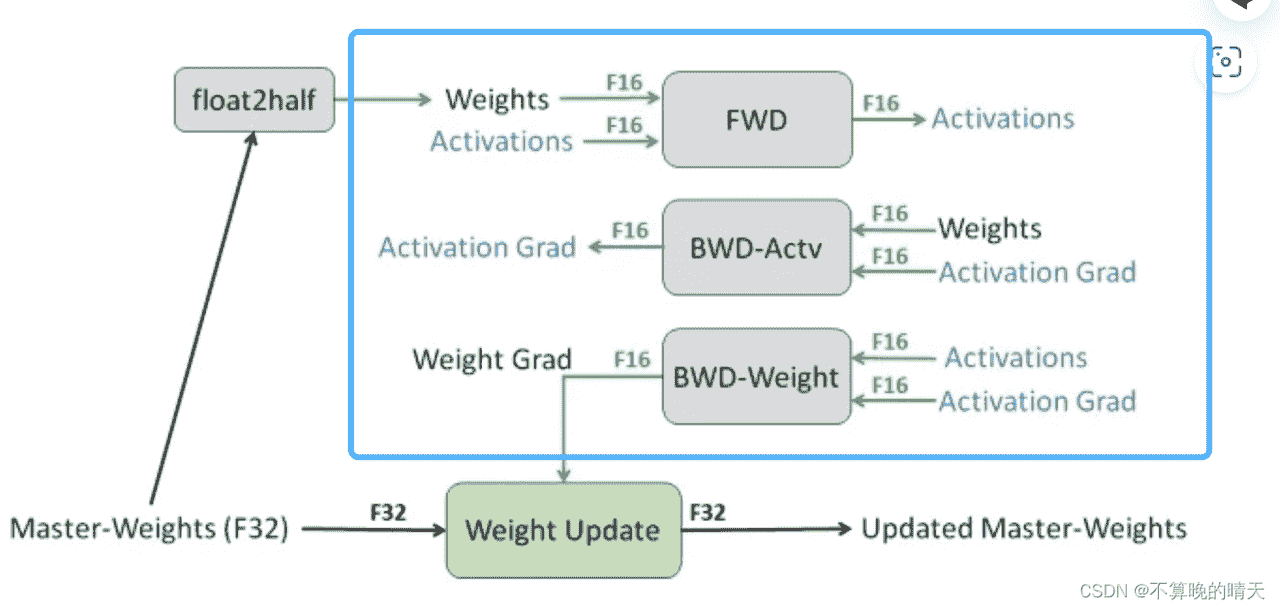 float2half
Weights F16 FWD F16 Activations
Activations F16
Activation Grad F16 BWD-Actv F16 Weights
F16 Activation Grad
Weight Grad F16 BWD-Weight F16 Activations
F16 Activation Grad
Master-Weights (F32) F32 Weight Update F32 Updated Master-Weights
CSDN @不算晚的晴天